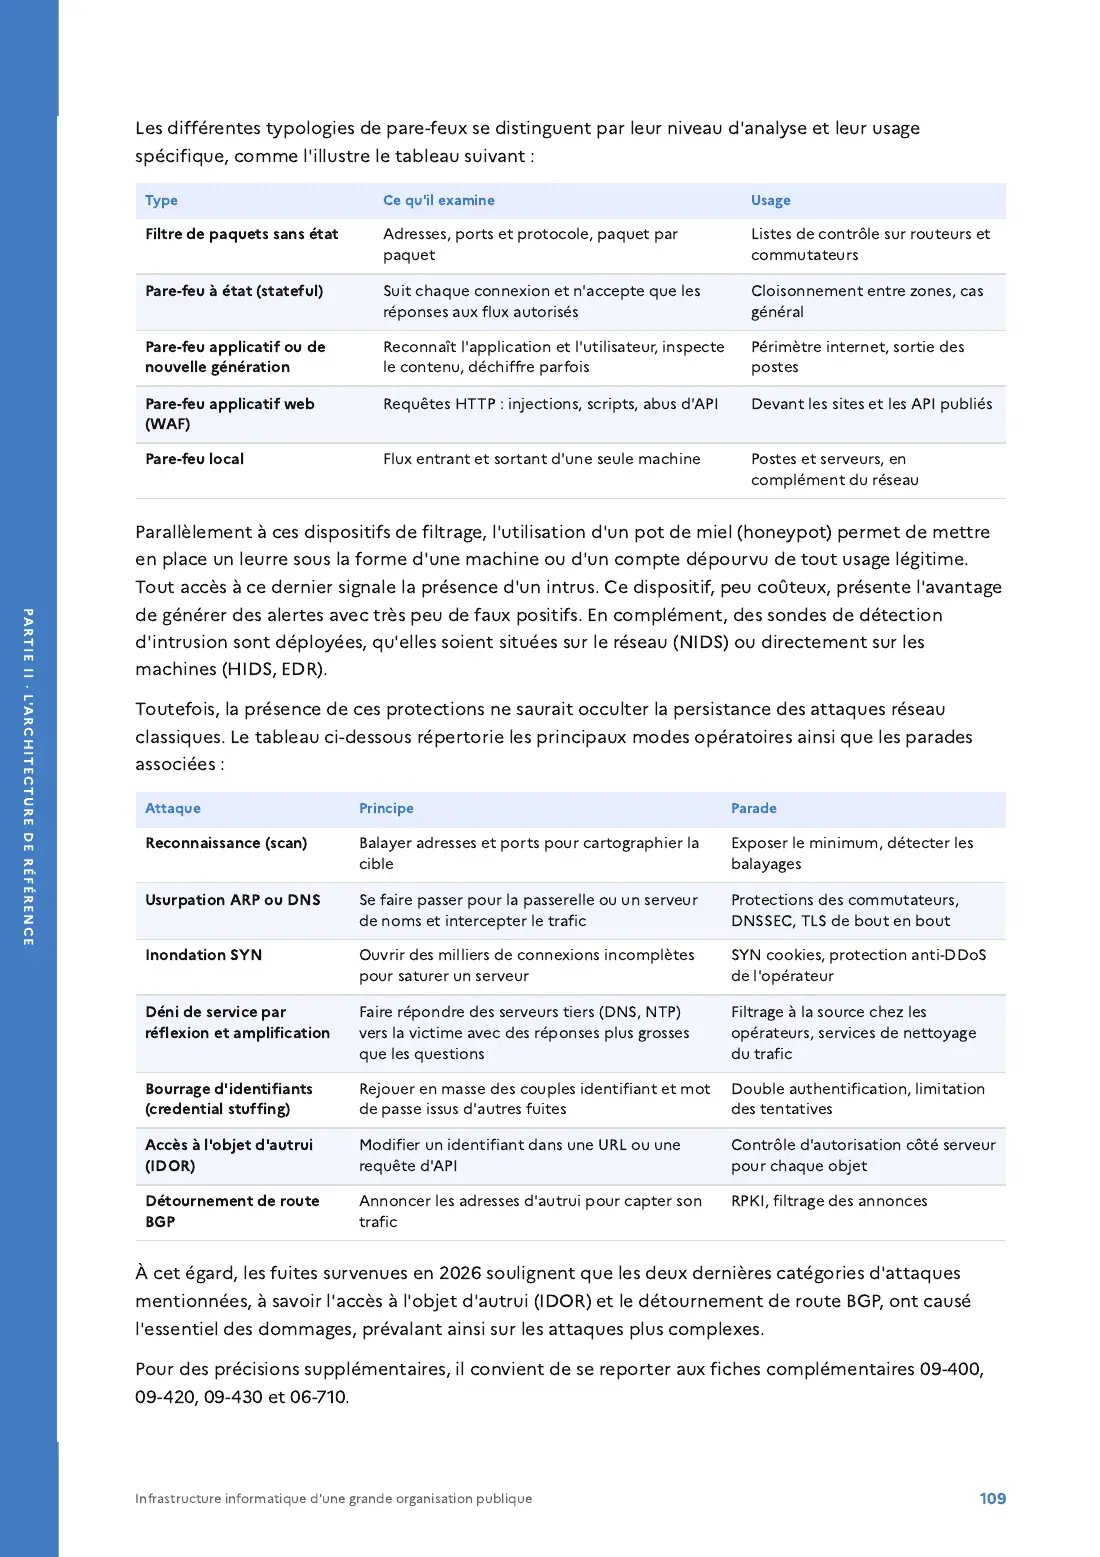 Les différentes typologies de pare-feux se distinguent par leur niveau d'analyse et leur usage
spécifique, comme l'illustre le tableau suivant :
Type Ce qu'il examine Usage
Filtre de paquets sans état Adresses, ports et protocole, paquet par Listes de contrôle sur routeurs et
paquet commutateurs
Pare-feu à état (stateful) Suit chaque connexion et n'accepte que les Cloisonnement entre zones, cas
réponses aux flux autorisés général
Pare-feu applicatif ou de Reconnaît l'application et l'utilisateur, inspecte Périmètre internet, sortie des
nouvelle génération le contenu, déchiffre parfois postes
Pare-feu applicatif web Requêtes HTTP : injections, scripts, abus d'API Devant les sites et les API publiés
(WAF)
Pare-feu local Flux entrant et sortant d'une seule machine Postes et serveurs, en
complément du réseau
Parallèlement à ces dispositifs de filtrage, l'utilisation d'un pot de miel (honeypot) permet de mettre
en place un leurre sous la forme d'une machine ou d'un compte dépourvu de tout usage légitime.
Tout accès à ce dernier signale la présence d'un intrus. Ce dispositif, peu coûteux, présente l'avantage
de générer des alertes avec très peu de faux positifs. En complément, des sondes de détection
d'intrusion sont déployées, qu'elles soient situées sur le réseau (NIDS) ou directement sur les
machines (HIDS, EDR).
Toutefois, la présence de ces protections ne saurait occulter la persistance des attaques réseau
classiques. Le tableau ci-dessous répertorie les principaux modes opératoires ainsi que les parades
associées :
Attaque Principe Parade
Reconnaissance (scan) Balayer adresses et ports pour cartographier la Exposer le minimum, détecter les
cible balayages
Usurpation ARP ou DNS Se faire passer pour la passerelle ou un serveur Protections des commutateurs,
de noms et intercepter le trafic DNSSEC, TLS de bout en bout
Inondation SYN Ouvrir des milliers de connexions incomplètes SYN cookies, protection anti-DDoS
pour saturer un serveur de l'opérateur
Déni de service par Faire répondre des serveurs tiers (DNS, NTP) Filtrage à la source chez les
réflexion et amplification vers la victime avec des réponses plus grosses opérateurs, services de nettoyage
que les questions du trafic
Bourrage d'identifiants Rejouer en masse des couples identifiant et mot Double authentification, limitation
(credential stuffing) de passe issus d'autres fuites des tentatives
Accès à l'objet d'autrui Modifier un identifiant dans une URL ou une Contrôle d'autorisation côté serveur
(IDOR) requête d'API pour chaque objet
Détournement de route Annoncer les adresses d'autrui pour capter son RPKI, filtrage des annonces
BGP trafic
À cet égard, les fuites survenues en 2026 soulignent que les deux dernières catégories d'attaques
mentionnées, à savoir l'accès à l'objet d'autrui (IDOR) et le détournement de route BGP, ont causé
l'essentiel des dommages, prévalant ainsi sur les attaques plus complexes.
Pour des précisions supplémentaires, il convient de se reporter aux fiches complémentaires 09-400,
09-420, 09-430 et 06-710.
PARTIE II · L'ARCHITECTURE DE RÉFÉRENCE
Infrastructure informatique d'une grande organisation publique 109